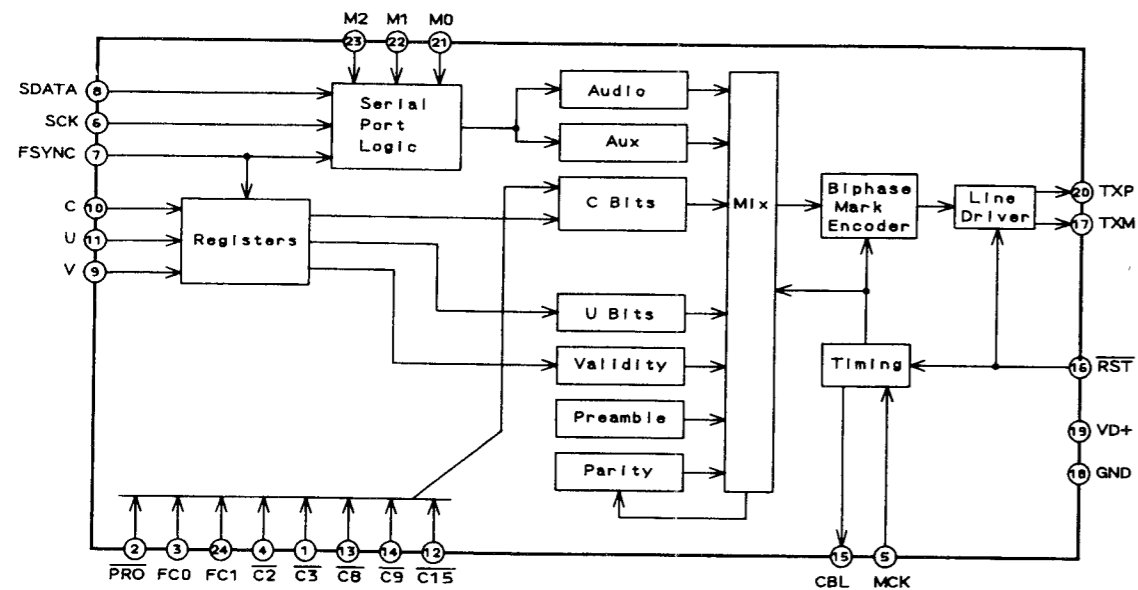 M2 M1 M0
23 22 21
SDATA 8
SCK 6
FSYNC 7
Serial
Port
Logic
Audio
Aux
C 10
U 11
V 9
Registers
C Bits
Mix
Biphase
Mark
Encoder
Line
Driver
20 TXP
17 TXM
U Bits
Validity
Timing
16 RST
Preamble
19 VD+
Parity
18 GND
2 3 24 4 1 13 14 12
PRO FC0 FC1 C2 C3 C8 C9 C15
15 5
CBL MCK